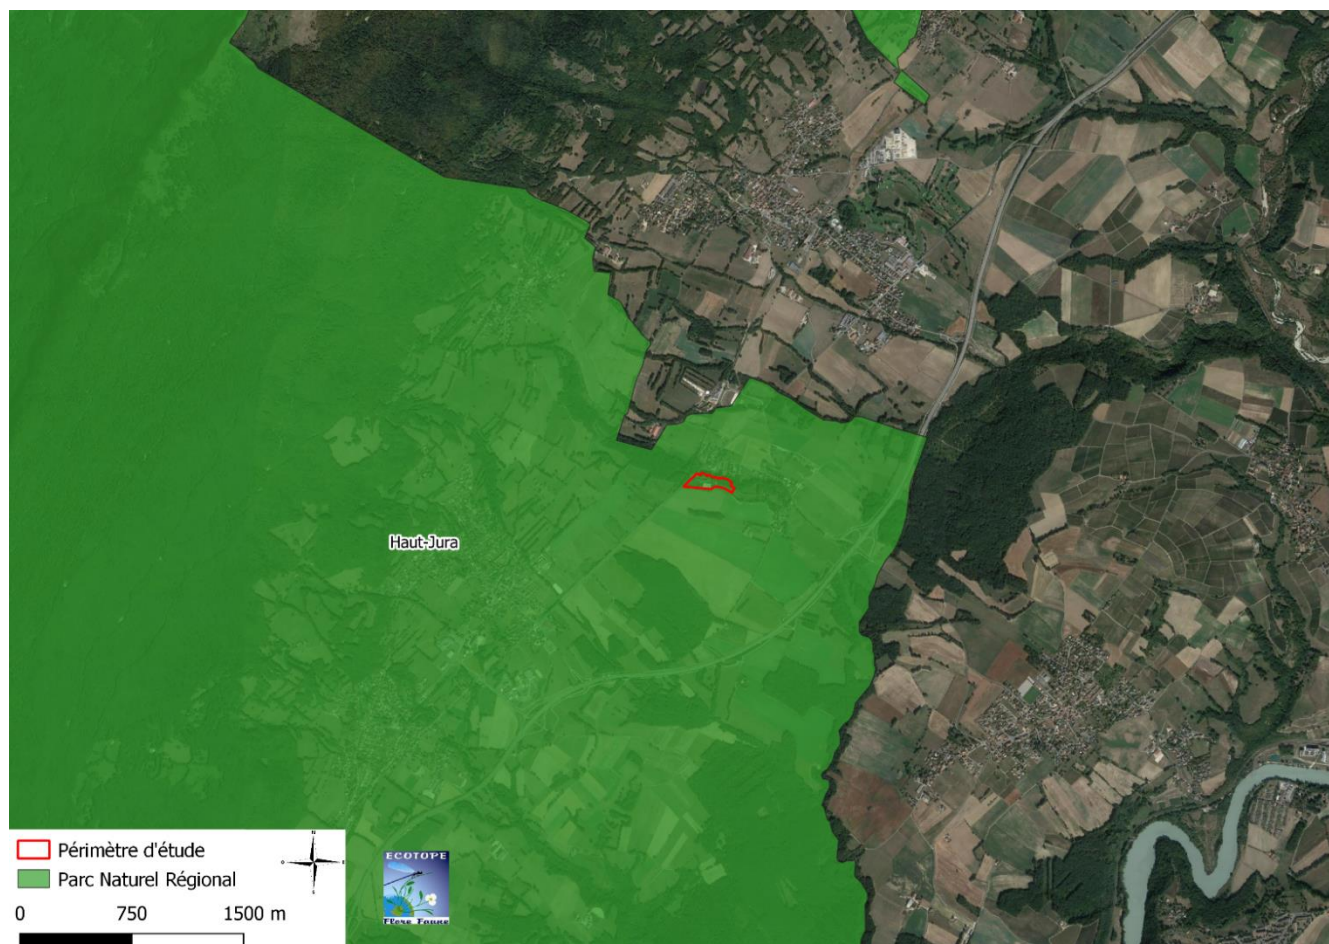 Haut-Jura
Périmètre d'étude
Parc Naturel Régional
0 750 1500 m
N
O E
S
ECOTOPE
Flore Faune